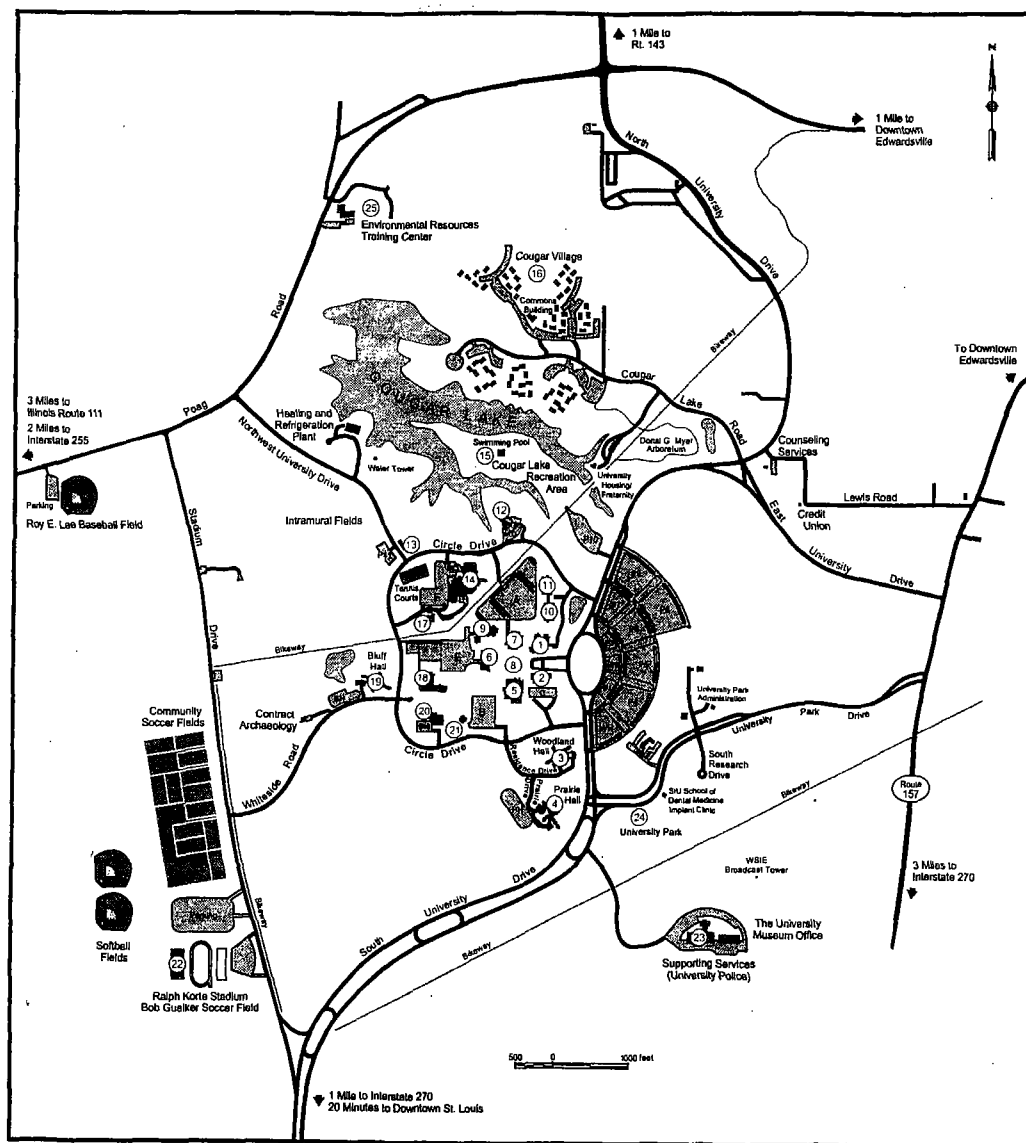 1 Mile to
Rt. 143
N
1 Mile to
Downtown
Edwardsville
North
University
Drive
25
Environmental Resources
Training Center
Cougar Village
16
Commons
Building
Road
Bikeway
To Downtown
Edwardsville
Cougar
Lake
Road
3 Miles to
Illinois Route 111
2 Miles to
Interstate 255
Poag
COUGAR LAKE
Heating and
Refrigeration
Plant
Northwest University Drive
Water Tower
Swimming Pool
15
Cougar Lake
Recreation
Area
Donal G. Myer
Arboretum
University
Housing/
Fraternity
Counseling
Services
Lewis Road
Credit
Union
East
University
Drive
Parking
Roy E. Lee Baseball Field
Stadium
Drive
Intramural Fields
12
13
Circle Drive
Tennis
Courts
14
11
10
17
9
7
1
Bikeway
6
8
2
Bluff
Hall
19
18
5
Contract
Archaeology
20
21
Circle Drive
Community
Soccer Fields
Whiteside
Road
Woodland
Hall
3
Residence Drive
Prairie
Hall
4
University Park
Administration
University
Park
Drive
South
Research
Drive
SIU School of
Dental Medicine
Implant Clinic
24
University Park
Bikeway
Route
157
WSIE
Broadcast Tower
3 Miles to
Interstate 270
South
University
Drive
Bikeway
Bikeway
Softball
Fields
22
Ralph Korte Stadium
Bob Guelker Soccer Field
The University
Museum Office
23
Supporting Services
(University Police)
500
0
1000 feet
1 Mile to Interstate 270
20 Minutes to Downtown St. Louis